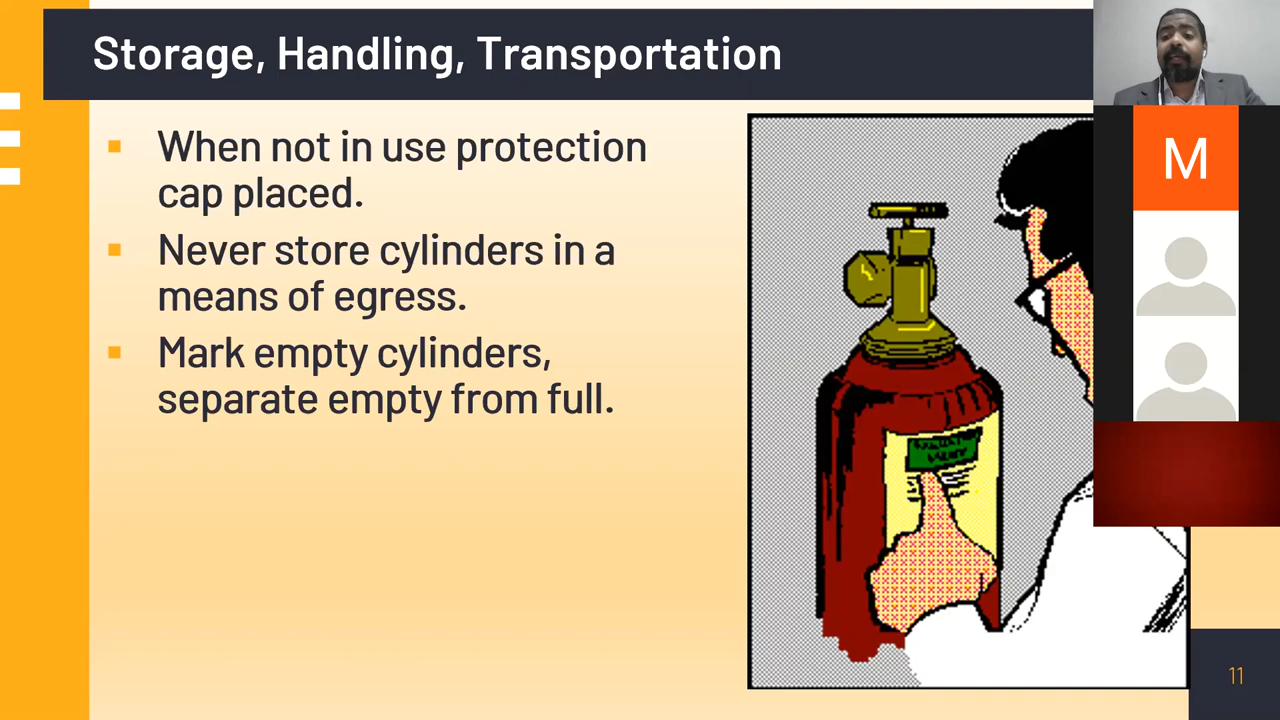 Storage, Handling, Transportation
When not in use protection
cap placed.
Never store cylinders in a
means of egress.
Mark empty cylinders,
separate empty from full.
M
11